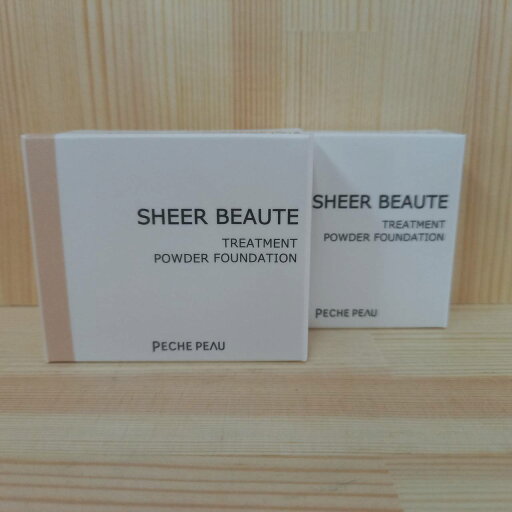 SHEER BEAUTE
TREATMENT
POWDER FOUNDATION
PECHE PEAU
SHEER BEAUTE
TREATMENT
POWDER FOUNDATION
PECHE PEAU